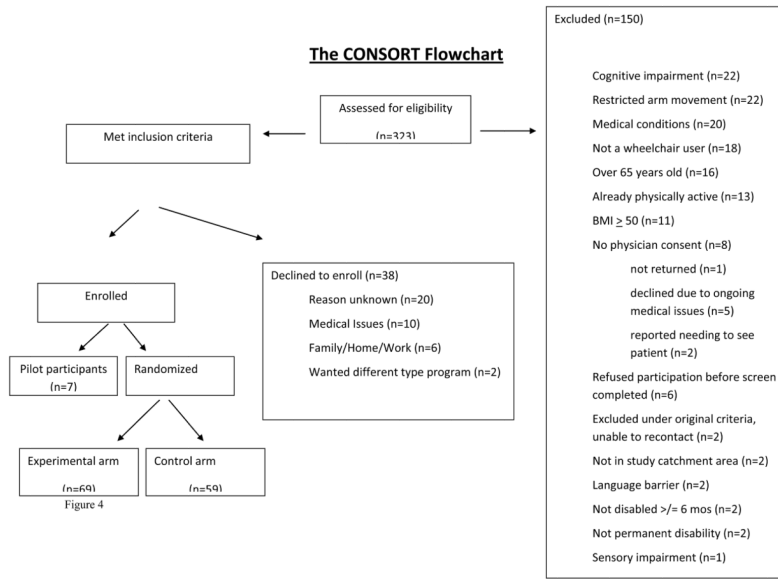 The CONSORT Flowchart
Assessed for eligibility
(n=323)
Met inclusion criteria
Enrolled
Pilot participants
(n=7)
Randomized
Experimental arm
(n=69)
Control arm
(n=59)
Figure 4
Declined to enroll (n=38)
Reason unknown (n=20)
Medical Issues (n=10)
Family/Home/Work (n=6)
Wanted different type program (n=2)
Excluded (n=150)
Cognitive impairment (n=22)
Restricted arm movement (n=22)
Medical conditions (n=20)
Not a wheelchair user (n=18)
Over 65 years old (n=16)
Already physically active (n=13)
BMI ≥ 50 (n=11)
No physician consent (n=8)
not returned (n=1)
declined due to ongoing
medical issues (n=5)
reported needing to see
patient (n=2)
Refused participation before screen
completed (n=6)
Excluded under original criteria,
unable to recontact (n=2)
Not in study catchment area (n=2)
Language barrier (n=2)
Not disabled >/= 6 mos (n=2)
Not permanent disability (n=2)
Sensory impairment (n=1)